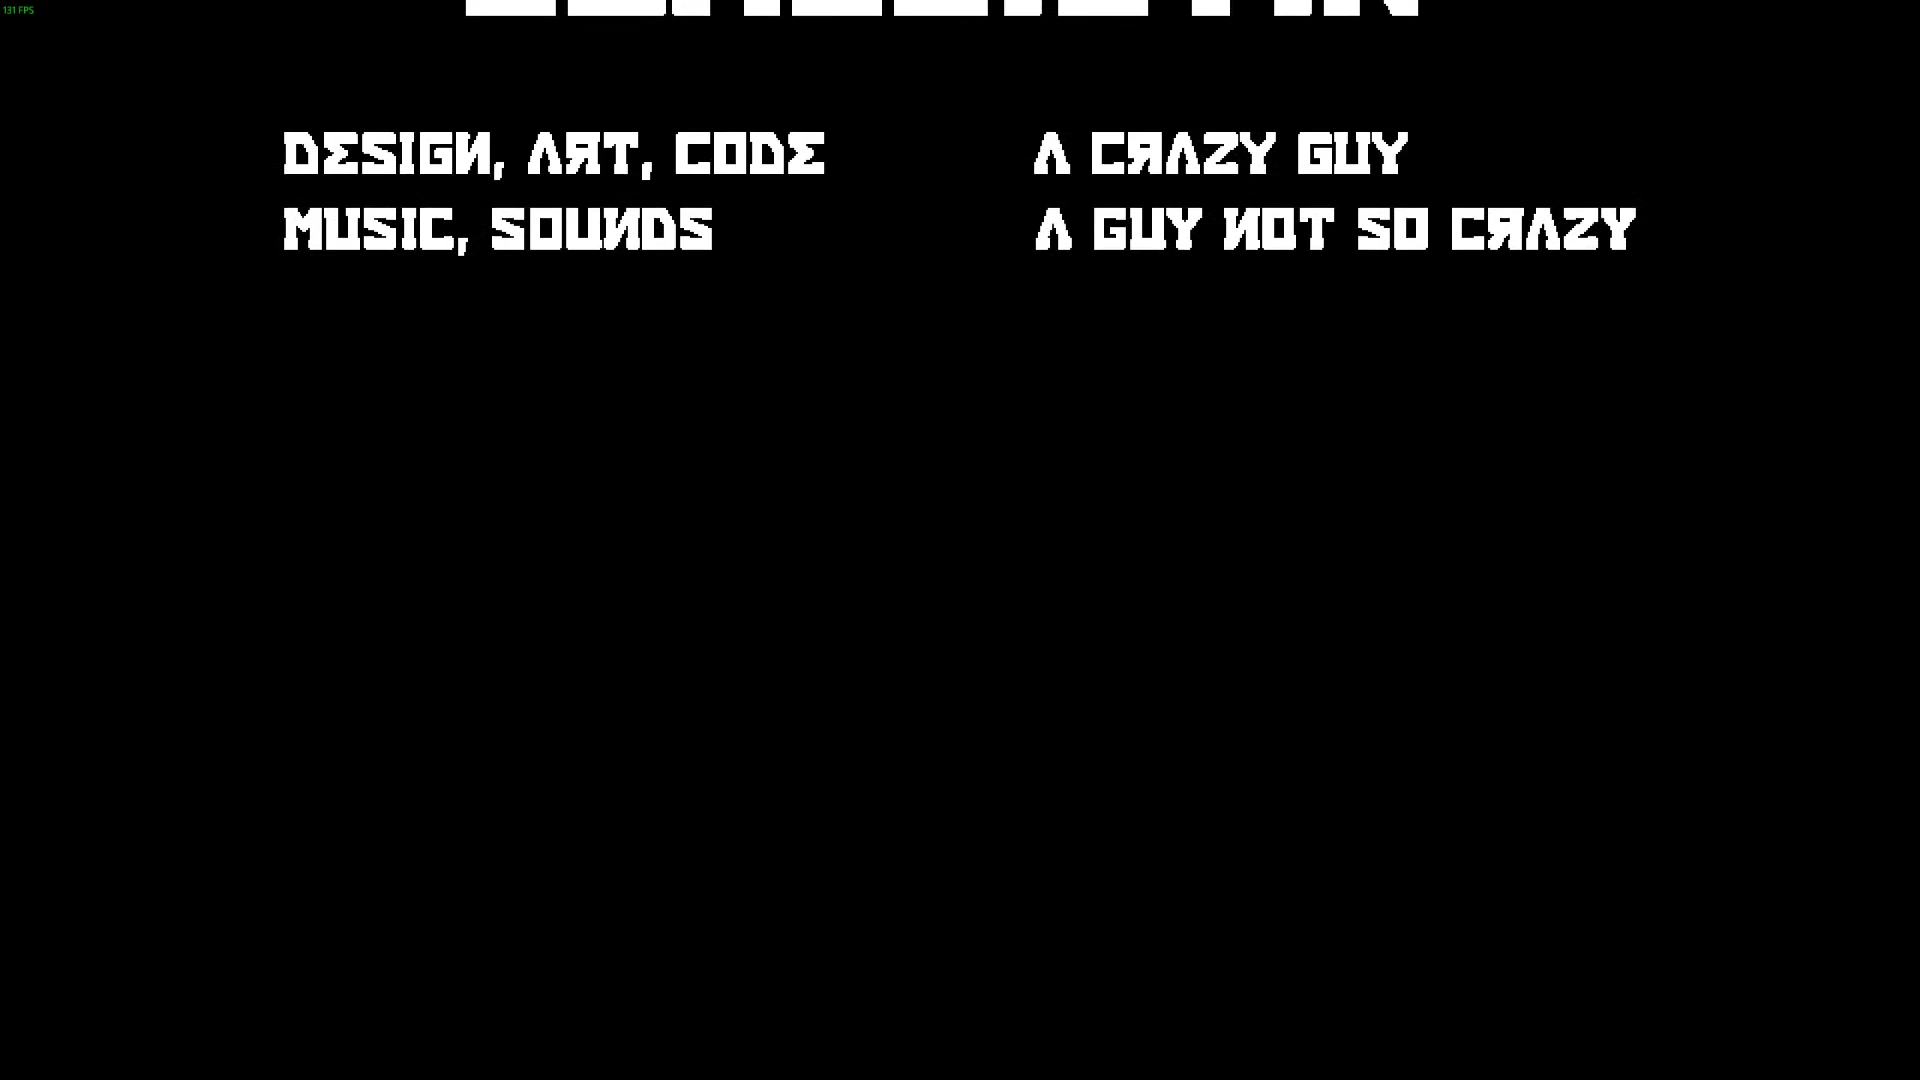 131 FPS
DESIGN, ART, CODE A CRAZY GUY
MUSIC, SOUNDS A GUY NOT SO CRAZY